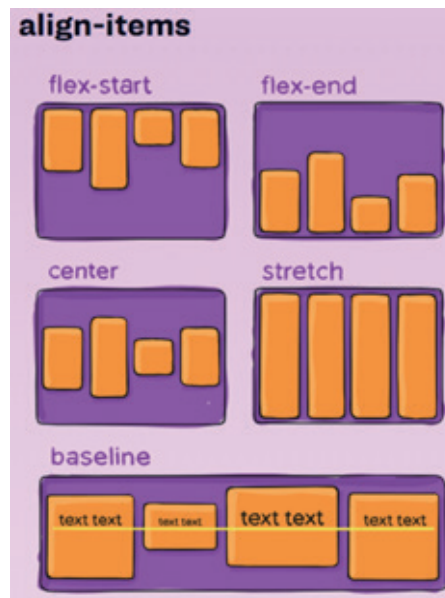 align-items
flex-start
flex-end
center
stretch
baseline
text text
text text
text text
text text